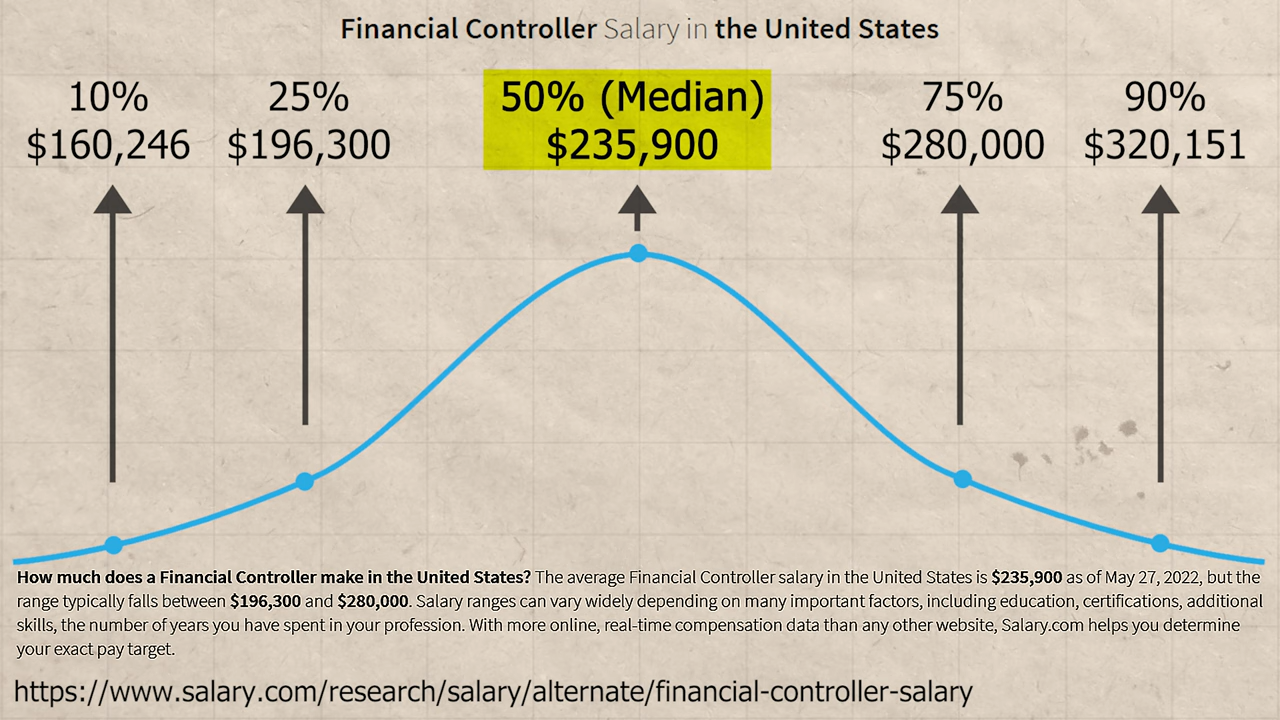 Financial Controller Salary in the United States
10% 25% 50% (Median) 75% 90%
$160,246 $196,300 $235,900 $280,000 $320,151
How much does a Financial Controller make in the United States? The average Financial Controller salary in the United States is $235,900 as of May 27, 2022, but the
range typically falls between $196,300 and $280,000. Salary ranges can vary widely depending on many important factors, including education, certifications, additional
skills, the number of years you have spent in your profession. With more online, real-time compensation data than any other website, Salary.com helps you determine
your exact pay target.
https://www.salary.com/research/salary/alternate/financial-controller-salary